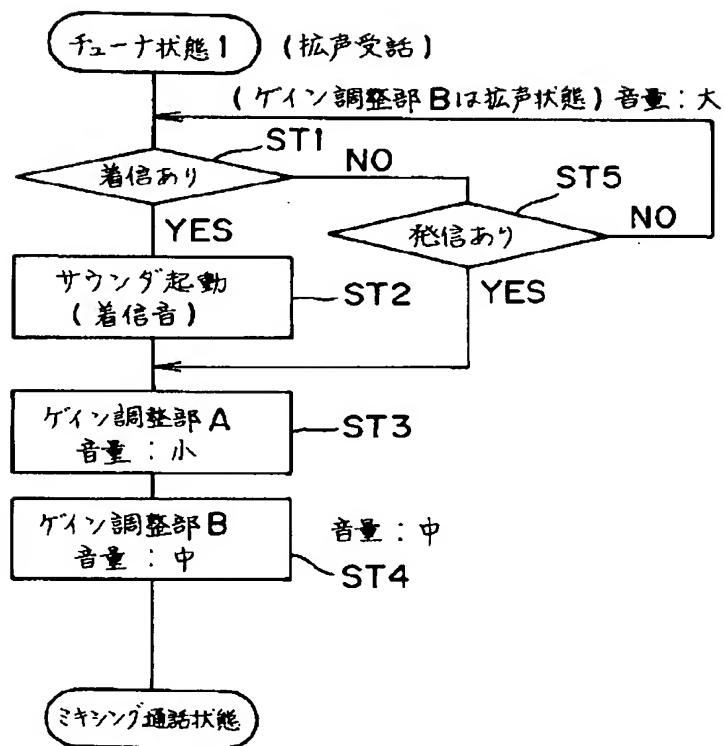 チューナ状態1 (拡声受話)
(ゲイン調整部Bは拡声状態)音量:大
ST1
着信あり
NO
ST5
発信あり
NO
YES
サウンダ起動
(着信音)
ST2
YES
ゲイン調整部A
音量:小
ST3
ゲイン調整部B
音量:中
音量:中
ST4
ミキシング通話状態